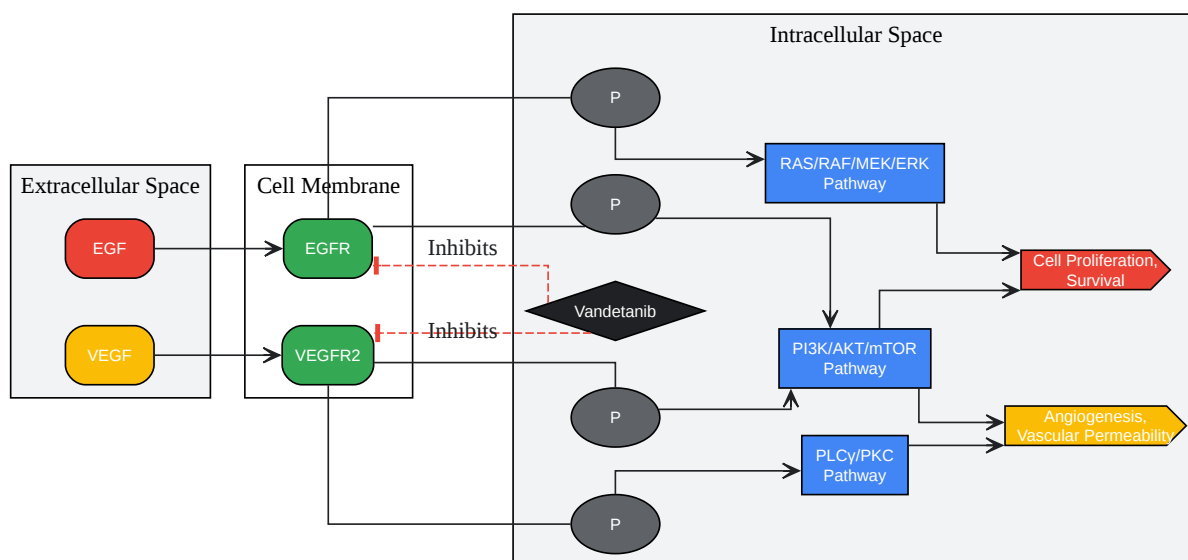 Intracellular Space
P
RAS/RAF/MEK/ERK
Pathway
Extracellular Space
Cell Membrane
P
EGF
EGFR
Inhibits
Cell Proliferation,
Survival
Vandetanib
Inhibits
VEGF
VEGFR2
PI3K/AKT/mTOR
Pathway
P
Angiogenesis,
Vascular Permeability
PLCγ/PKC
Pathway
P